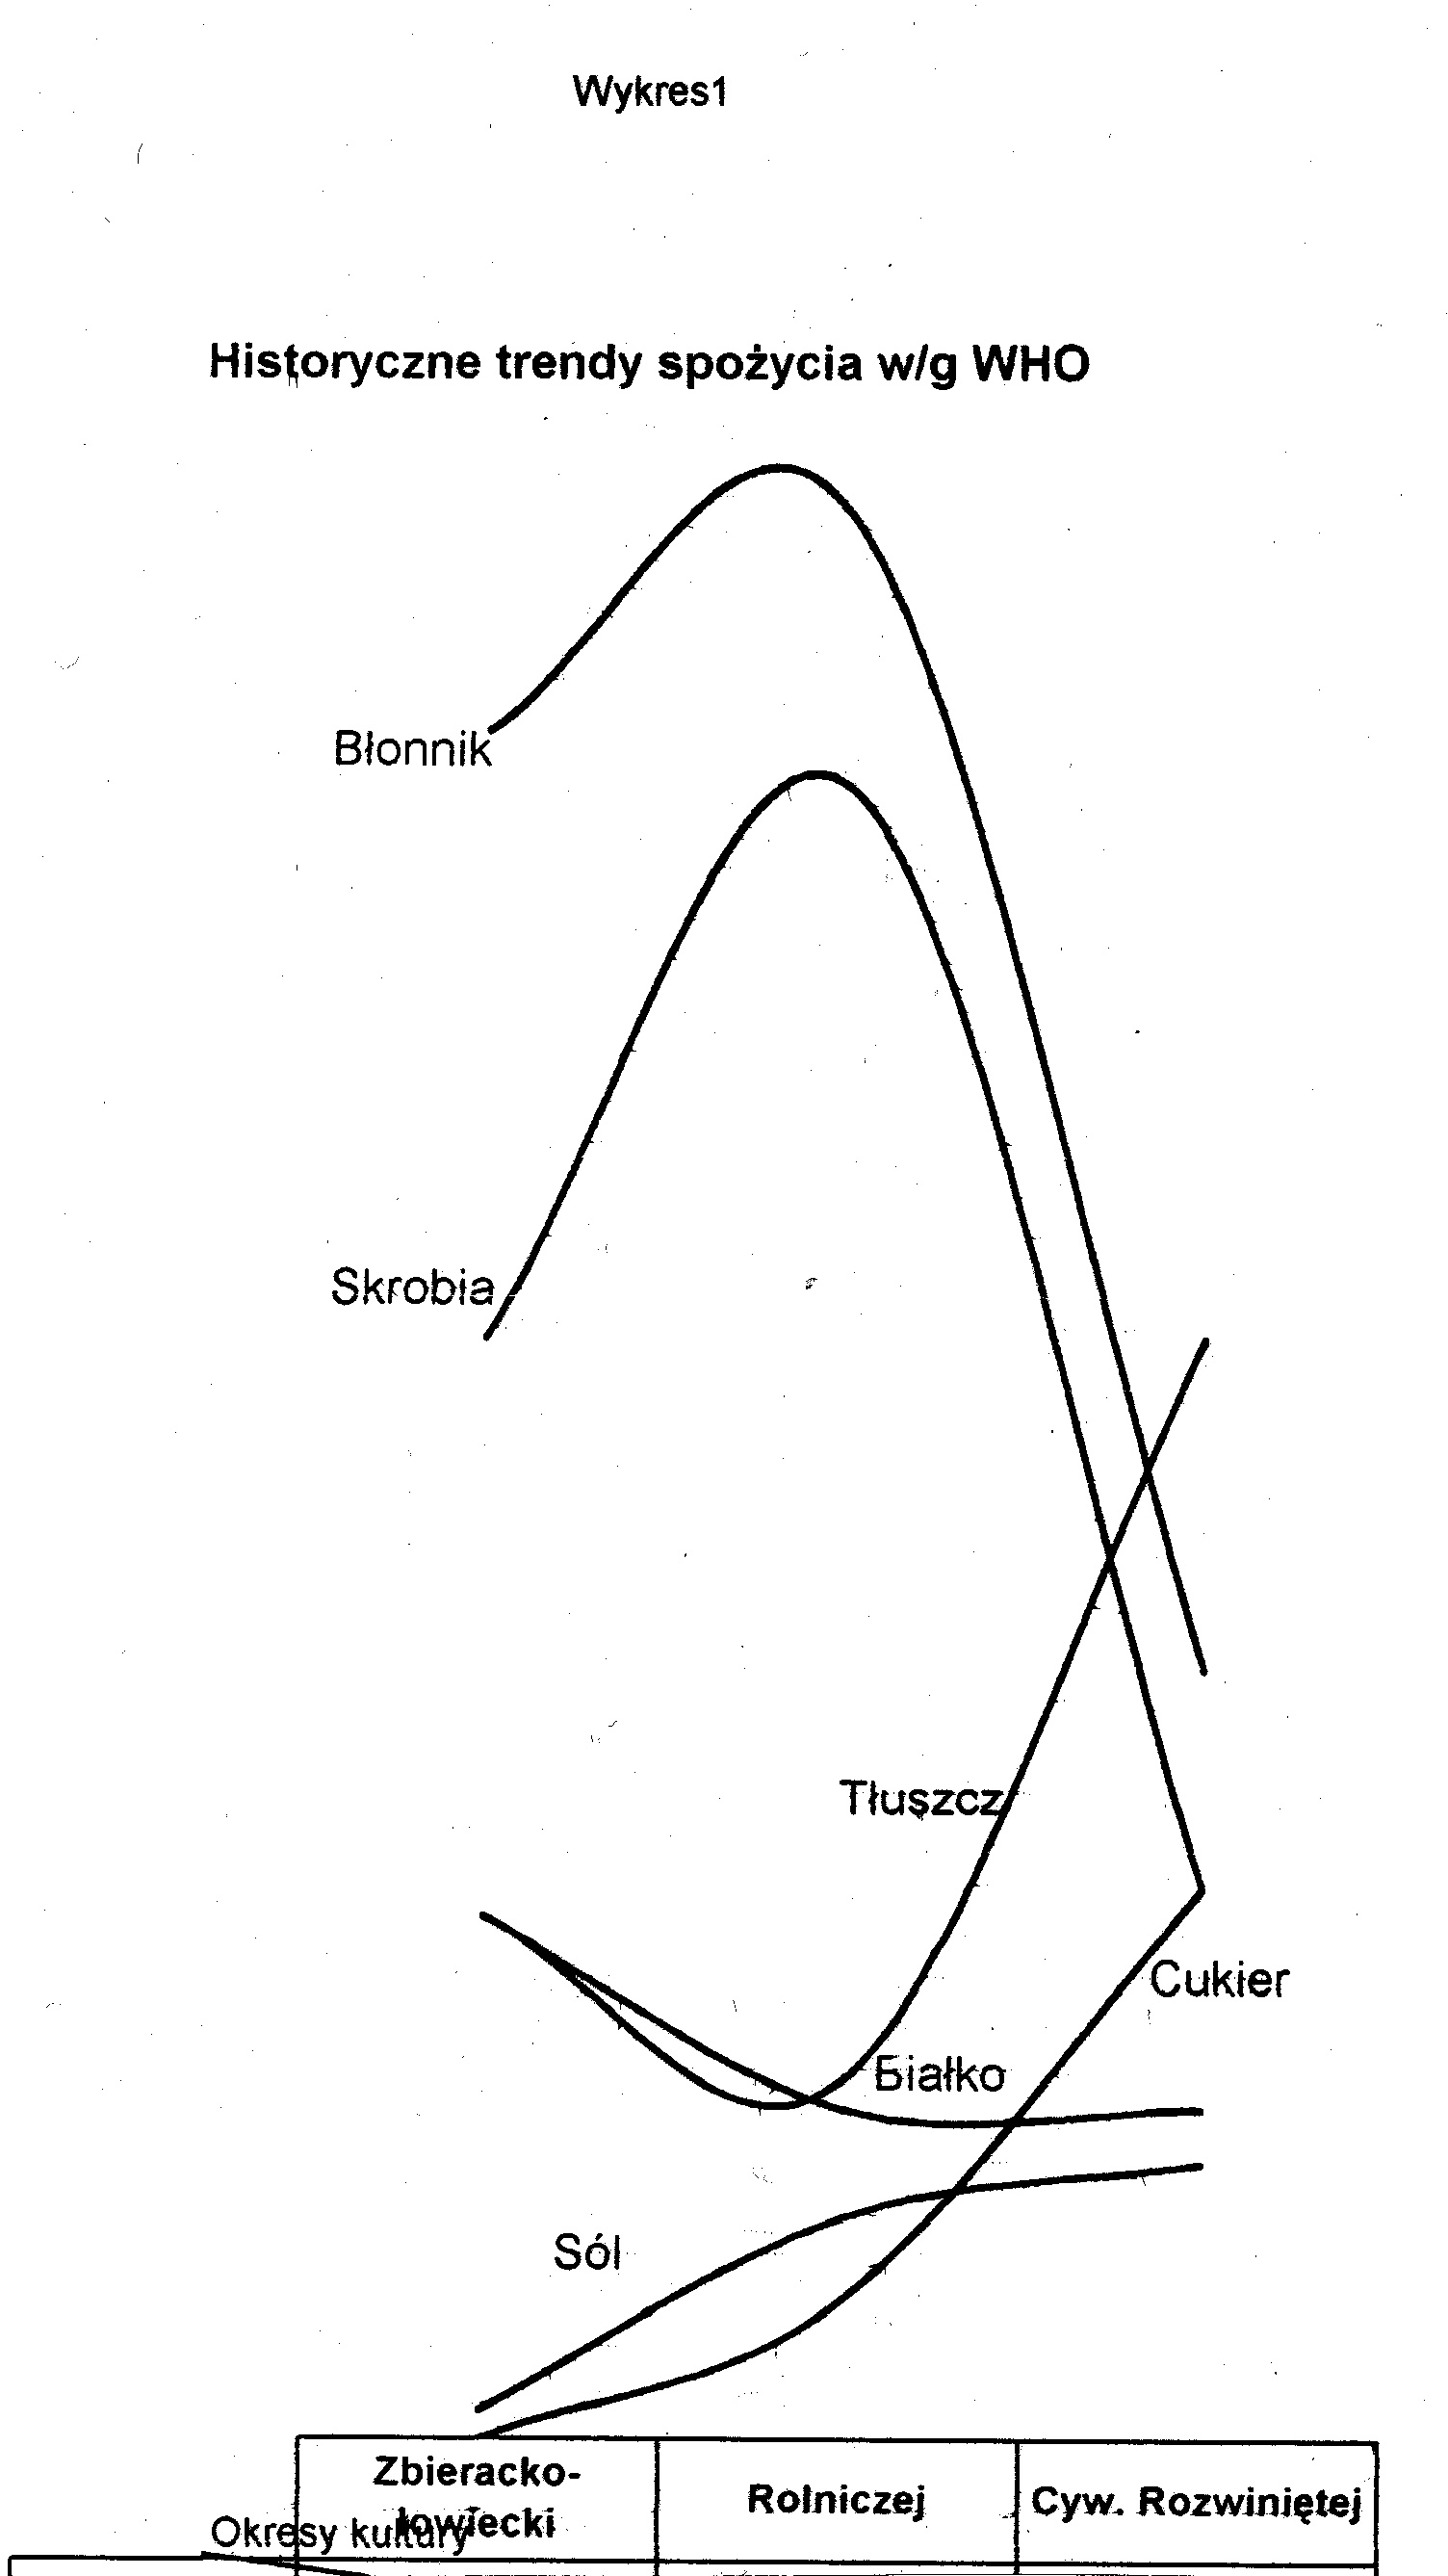 Wykres1
Historyczne trendy spożycia w/g WHO
Błonnik
Skrobia
Tłuszcz
Cukier
Białko
Sól
Zbieracko-
łowiecki
Rolniczej
Cyw. Rozwiniętej
Okresy kultury